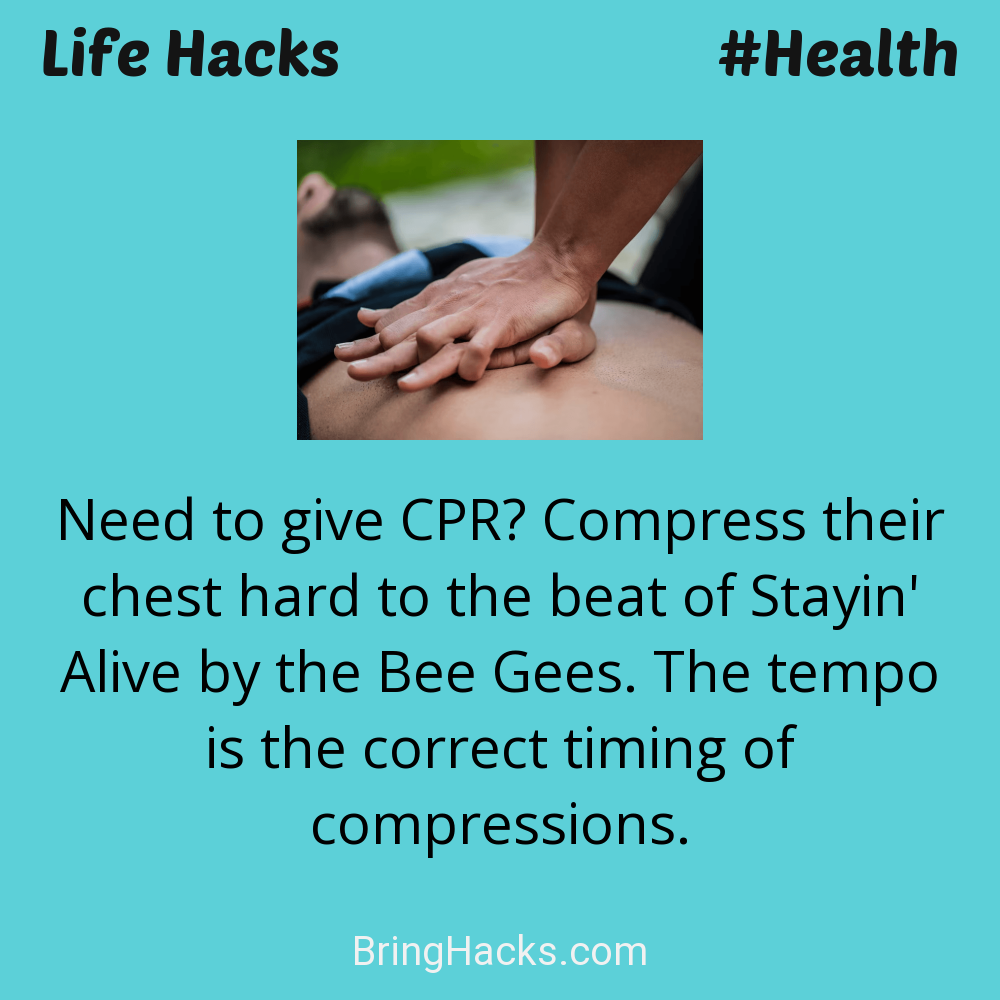 Life Hacks
#Health
Need to give CPR? Compress their
chest hard to the beat of Stayin'
Alive by the Bee Gees. The tempo
is the correct timing of
compressions.
BringHacks.com